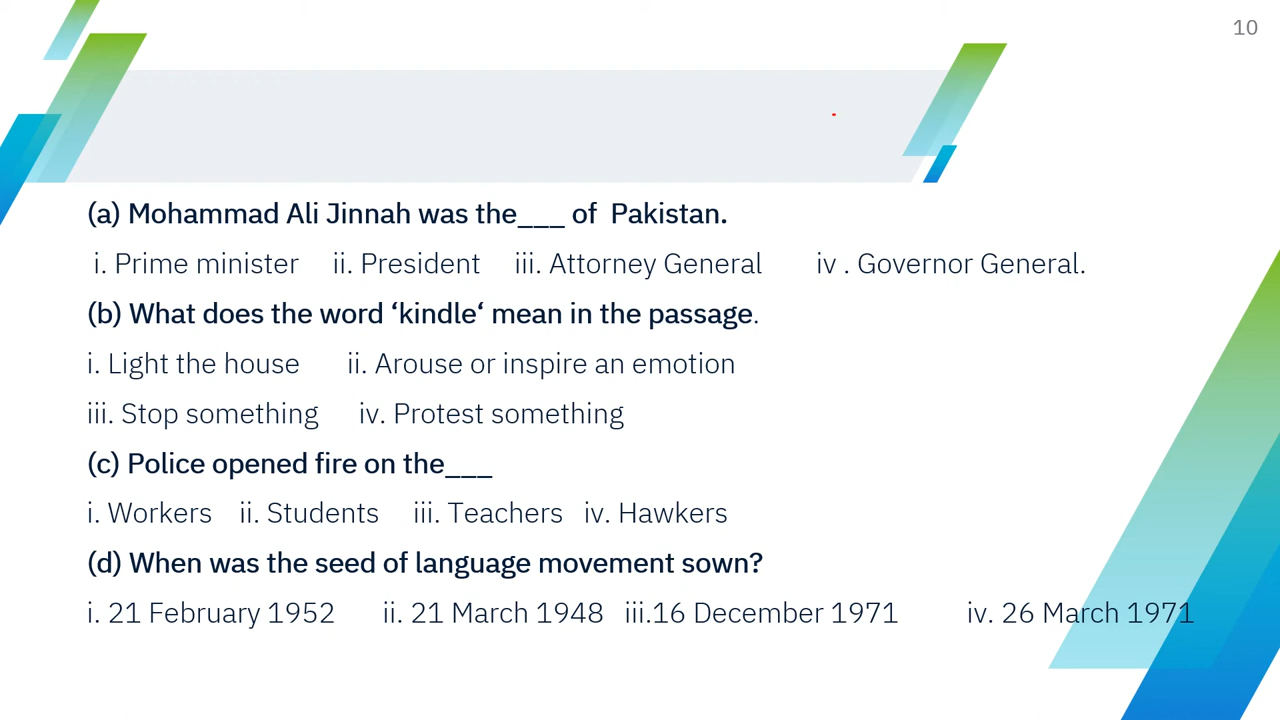 10
(a) Mohammad Ali Jinnah was the___ of Pakistan.
i. Prime minister ii. President iii. Attorney General iv . Governor General.
(b) What does the word ‘kindle‘ mean in the passage.
i. Light the house ii. Arouse or inspire an emotion
iii. Stop something iv. Protest something
(c) Police opened fire on the___
i. Workers ii. Students iii. Teachers iv. Hawkers
(d) When was the seed of language movement sown?
i. 21 February 1952 ii. 21 March 1948 iii.16 December 1971 iv. 26 March 1971